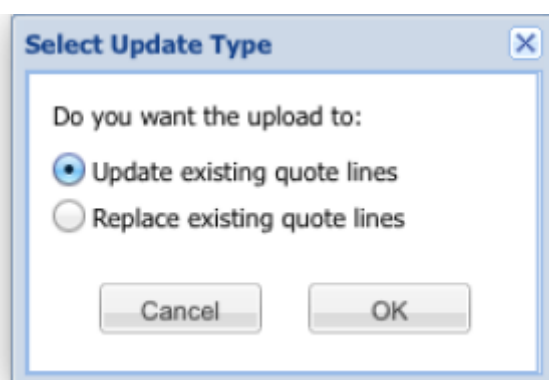 Select Update Type
Do you want the upload to:
Update existing quote lines
Replace existing quote lines
Cancel OK